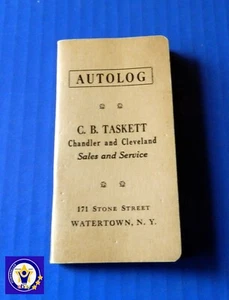 AUTOLOG
C. B. TASKETT
Chandler and Cleveland
Sales and Service
171 STONE STREET
WATERTOWN, N. Y.